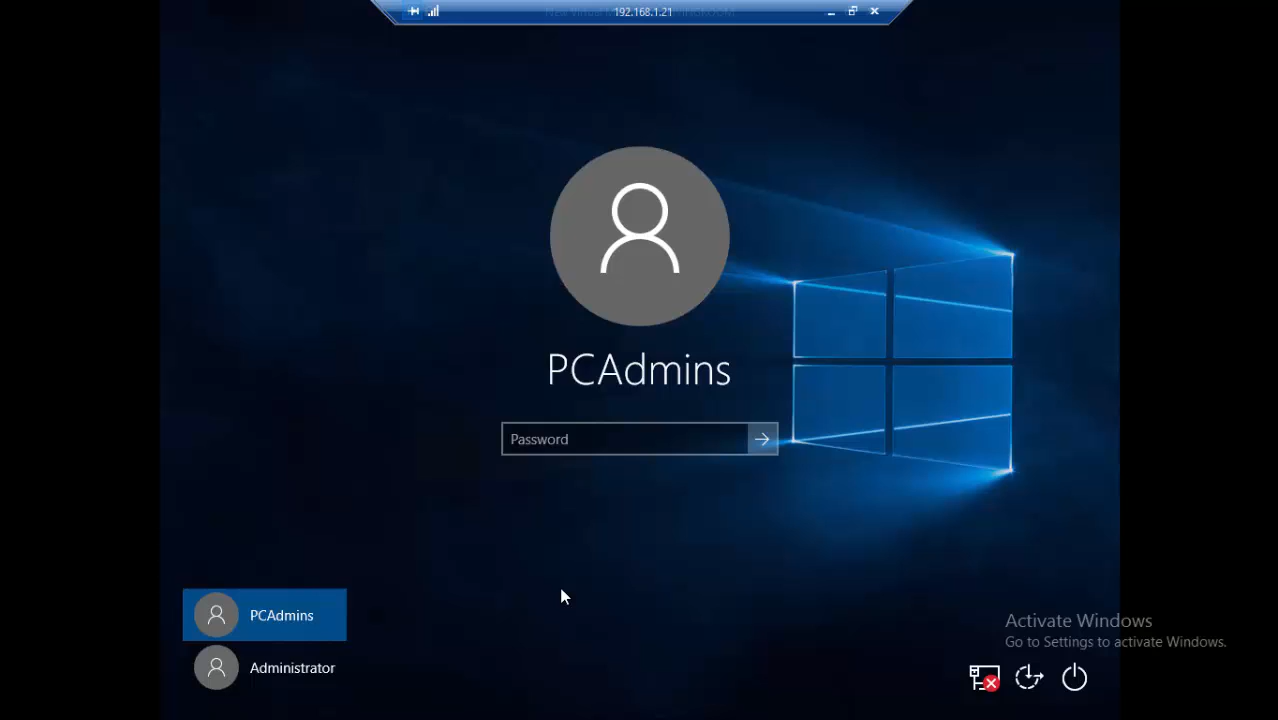 192.168.1.21
PCAdmins
Password
PCAdmins
Administrator
Activate Windows
Go to Settings to activate Windows.